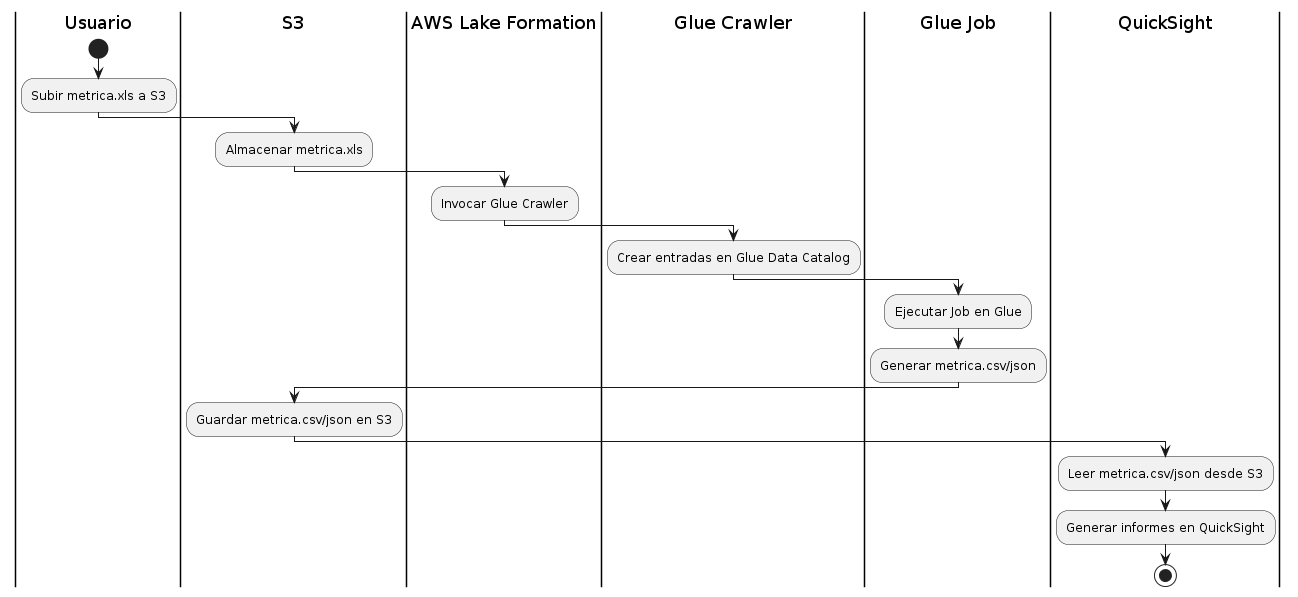 Usuario
S3
AWS Lake Formation
Glue Crawler
Glue Job
QuickSight
Subir metrica.xls a S3
Almacenar metrica.xls
Invocar Glue Crawler
Crear entradas en Glue Data Catalog
Ejecutar Job en Glue
Generar metrica.csv/json
Guardar metrica.csv/json en S3
Leer metrica.csv/json desde S3
Generar informes en QuickSight